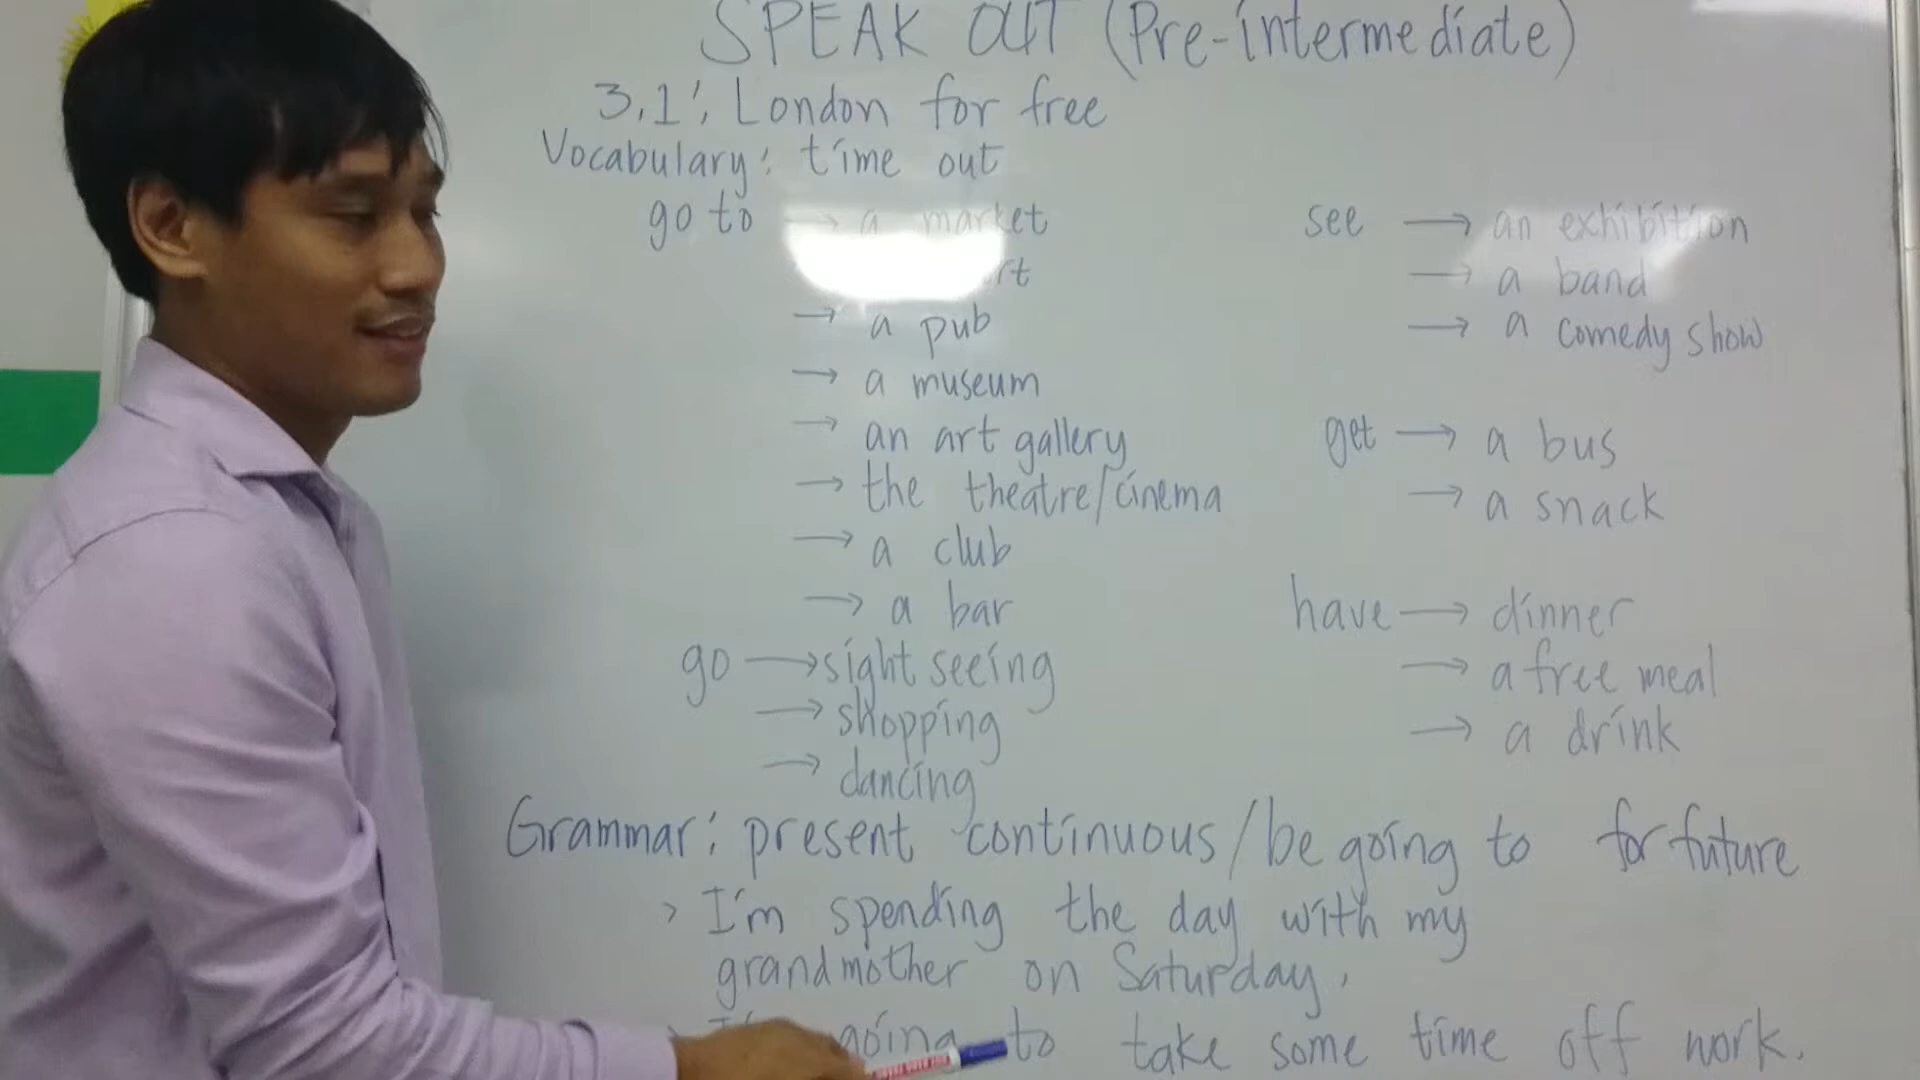 SPEAK OUT (Pre-intermediate)
3.1: London for free
Vocabulary: time out
go to → a market
→ a pub
→ a museum
→ an art gallery
→ the theatre/cinema
→ a club
→ a bar
go → sight seeing
→ shopping
→ dancing
see → an exhibition
→ a band
→ a comedy show
get → a bus
→ a snack
have → dinner
→ a free meal
→ a drink
Grammar: present continuous/be going to for future
> I'm spending the day with my
grandmother on Saturday.
going to take some time off work.